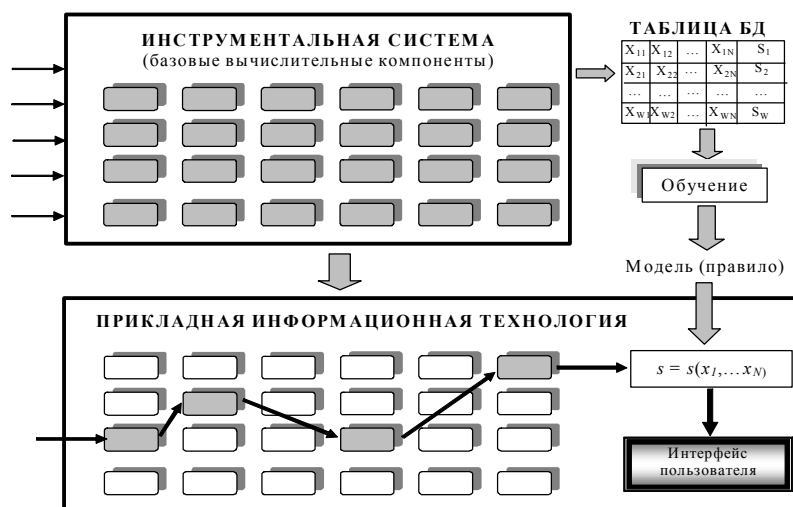 ИНСТРУМЕНТАЛЬНАЯ СИСТЕМА
(базовые вычислительные компоненты)
ТАБЛИЦА БД
X11 X12 … X1N S1
X21 X22 … X2N S2
… … … …
XW1 XW2 … XWN SW
Обучение
Модель (правило)
ПРИКЛАДНАЯ ИНФОРМАЦИОННАЯ ТЕХНОЛОГИЯ
s = s(x1,… xN)
Интерфейс
пользователя